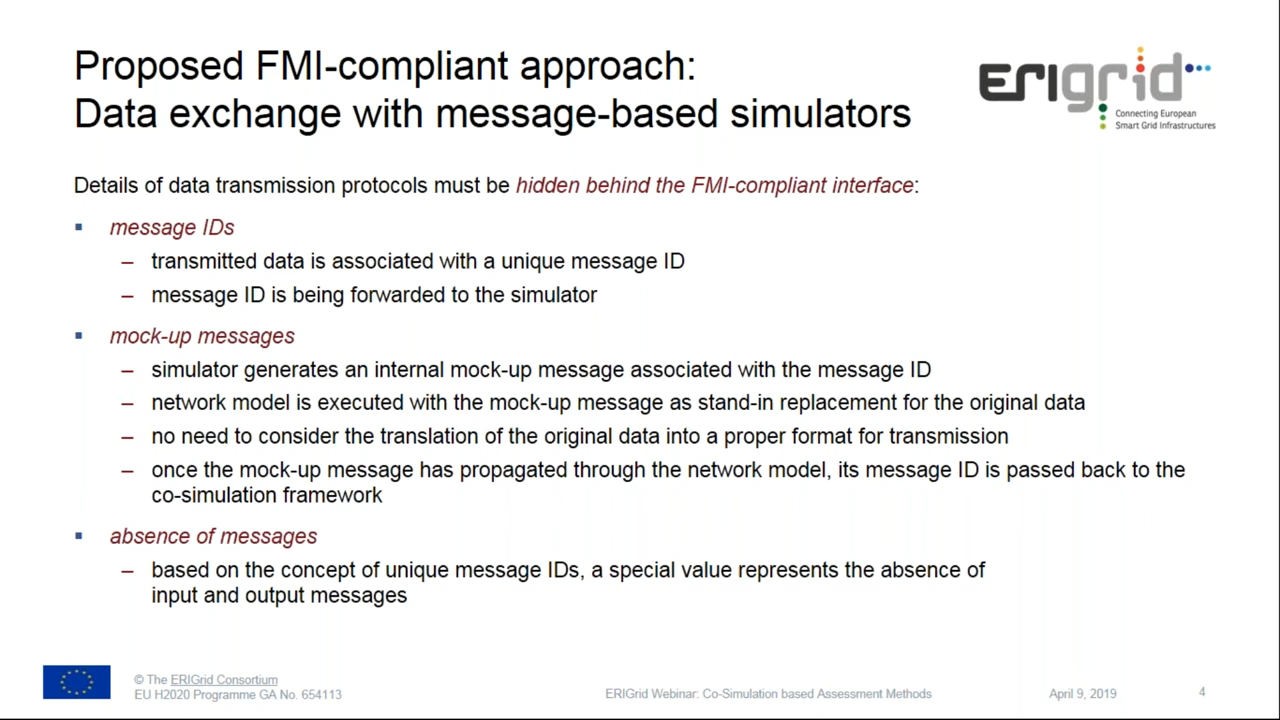 Proposed FMI-compliant approach:
Data exchange with message-based simulators
ERIgrid
Connecting European
Smart Grid Infrastructures
Details of data transmission protocols must be hidden behind the FMI-compliant interface:
▪ message IDs
– transmitted data is associated with a unique message ID
– message ID is being forwarded to the simulator
▪ mock-up messages
– simulator generates an internal mock-up message associated with the message ID
– network model is executed with the mock-up message as stand-in replacement for the original data
– no need to consider the translation of the original data into a proper format for transmission
– once the mock-up message has propagated through the network model, its message ID is passed back to the
co-simulation framework
▪ absence of messages
– based on the concept of unique message IDs, a special value represents the absence of
input and output messages
© The ERIGrid Consortium
EU H2020 Programme GA No. 654113
ERIGrid Webinar: Co-Simulation based Assessment Methods
April 9, 2019
4